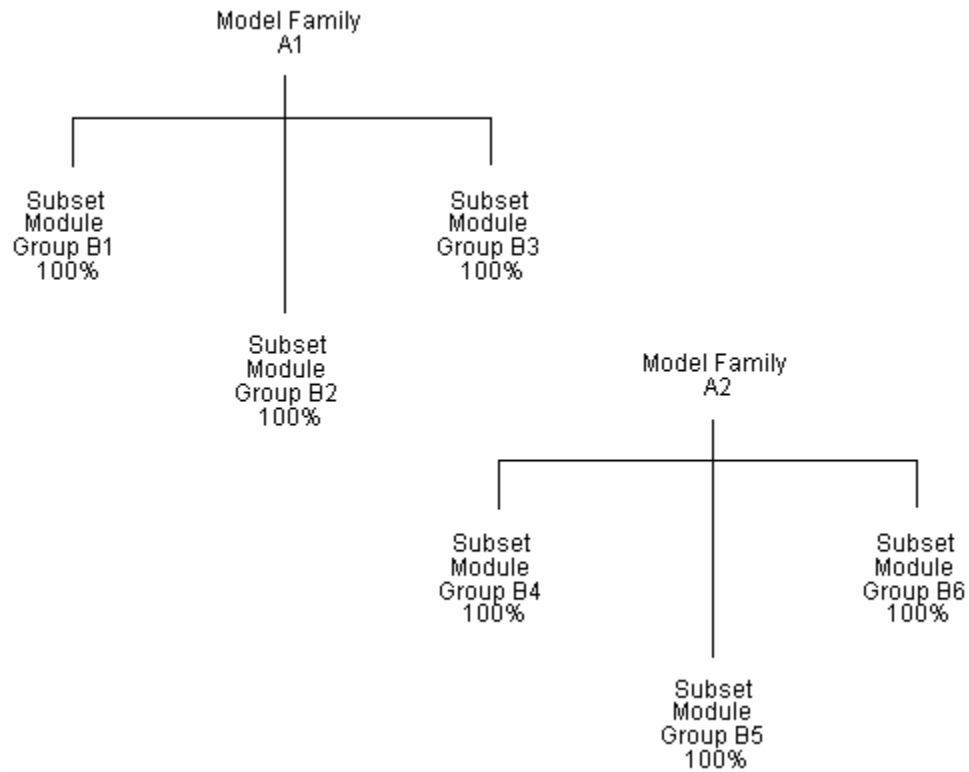 Model Family
A1
Subset
Module
Group B1
100%
Subset
Module
Group B3
100%
Subset
Module
Group B2
100%
Model Family
A2
Subset
Module
Group B4
100%
Subset
Module
Group B6
100%
Subset
Module
Group B5
100%